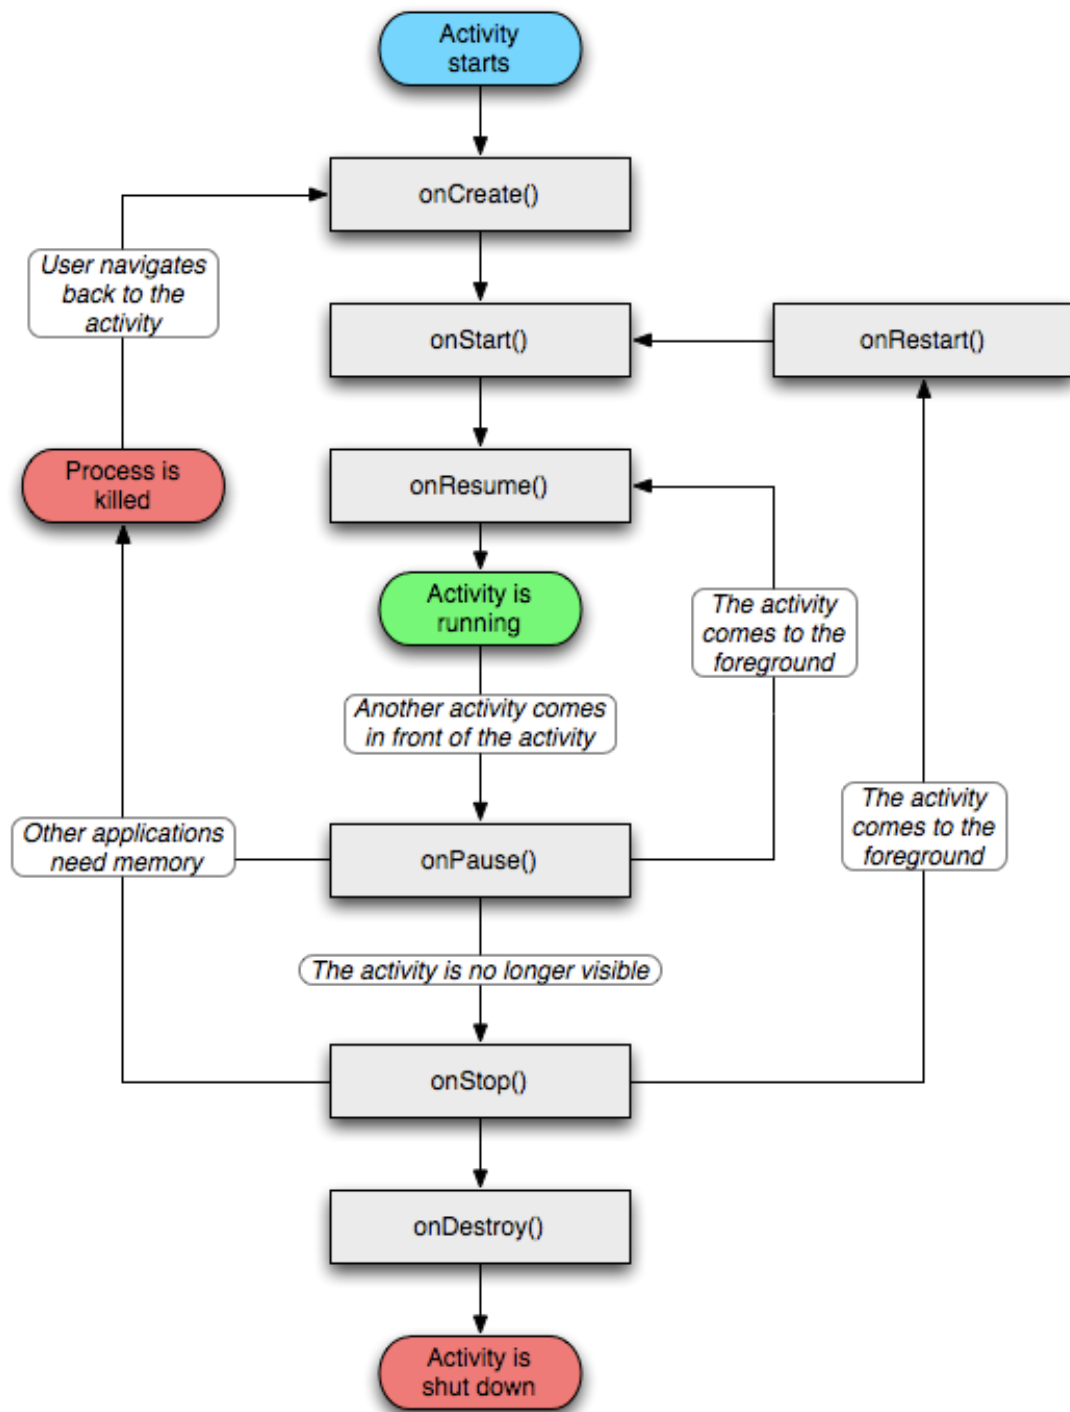 Activity
starts
onCreate()
User navigates
back to the
activity
onStart()
onRestart()
Process is
killed
onResume()
Activity is
running
The activity
comes to the
foreground
Another activity comes
in front of the activity
The activity
comes to the
foreground
Other applications
need memory
onPause()
The activity is no longer visible
onStop()
onDestroy()
Activity is
shut down